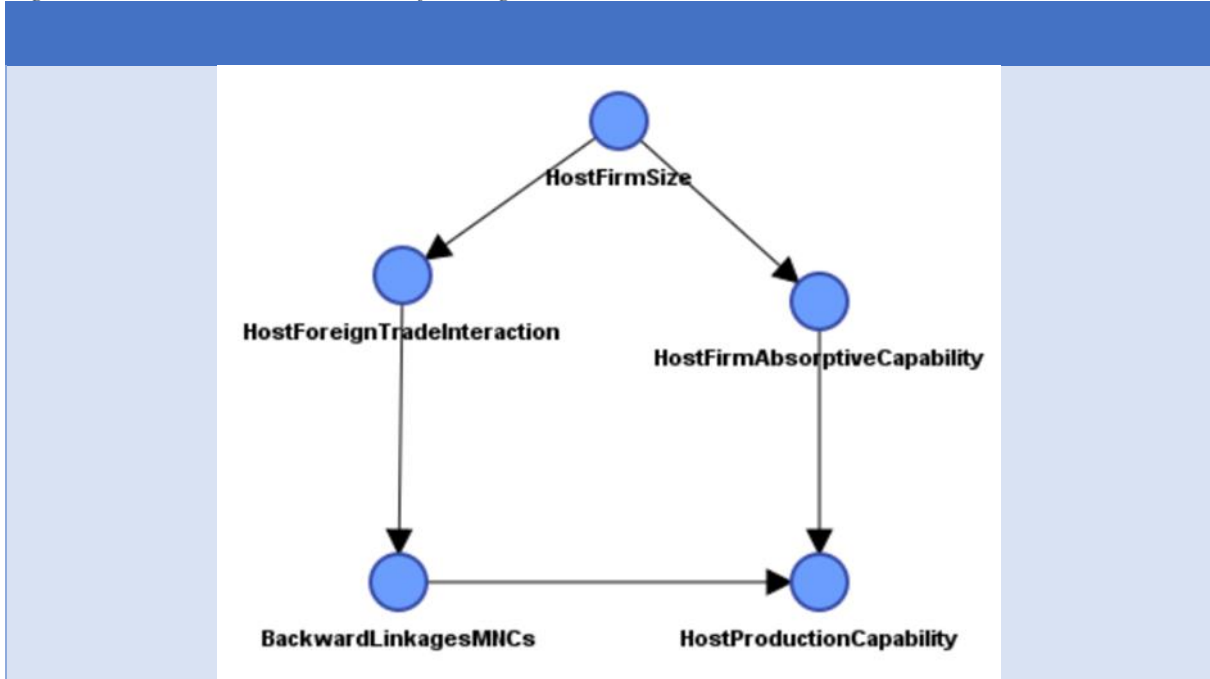 HostFirmSize
HostForeignTradeInteraction
HostFirmAbsorptiveCapability
BackwardLinkagesMNCs
HostProductionCapability